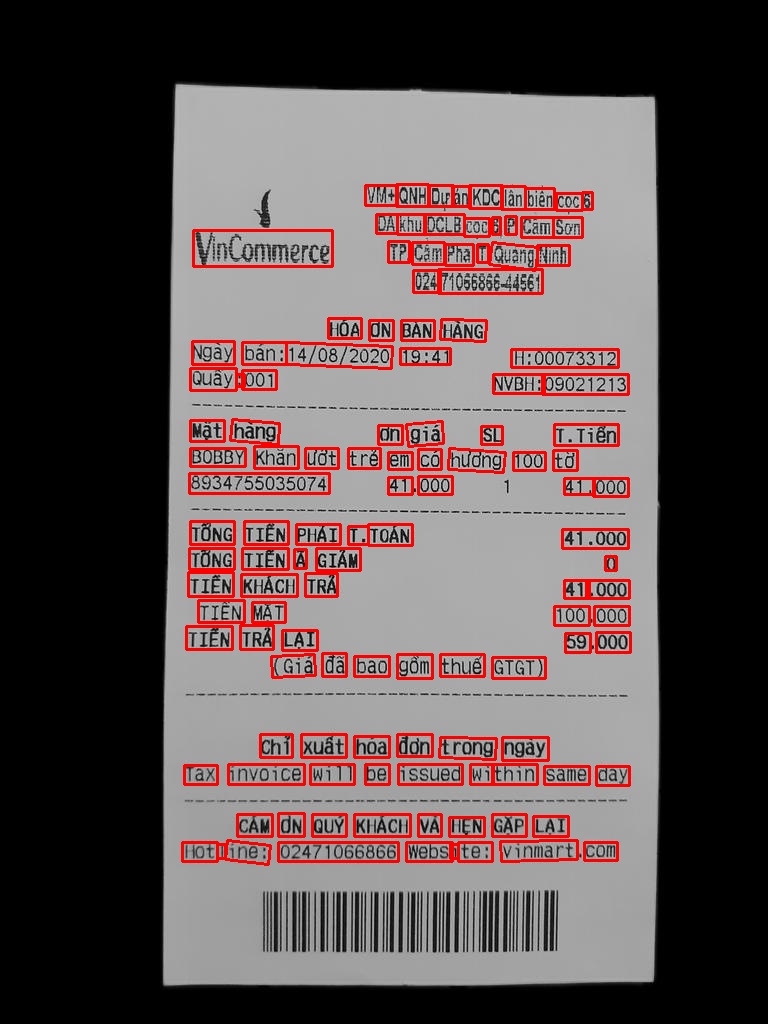 VM+ QNH Dự án KDC lấn biển cọc 6
DA khu DCLB cọc 6 P Cẩm Sơn
TP Cẩm Phả T Quảng Ninh
VinCommerce
02471066866-44561
HÓA ĐƠN BÁN HÀNG
Ngày bán:14/08/2020 19:41 HĐ:00073312
Quầy:001 NVBH:09021213
Mặt hàng Đơn giá SL T.Tiền
BOBBY Khăn ướt trẻ em có hương 100 tờ
8934755035074 41.000 1 41.000
TỔNG TIỀN PHẢI T.TOÁN 41.000
TỔNG TIỀN ĐÃ GIẢM 0
TIỀN KHÁCH TRẢ 41.000
TIỀN MẶT 100.000
TIỀN TRẢ LẠI 59.000
(Giá đã bao gồm thuế GTGT)
Chỉ xuất hóa đơn trong ngày
Tax invoice will be issued within same day
CẢM ƠN QUÝ KHÁCH VÀ HẸN GẶP LẠI
Hotline: 02471066866 Website: vinmart.com